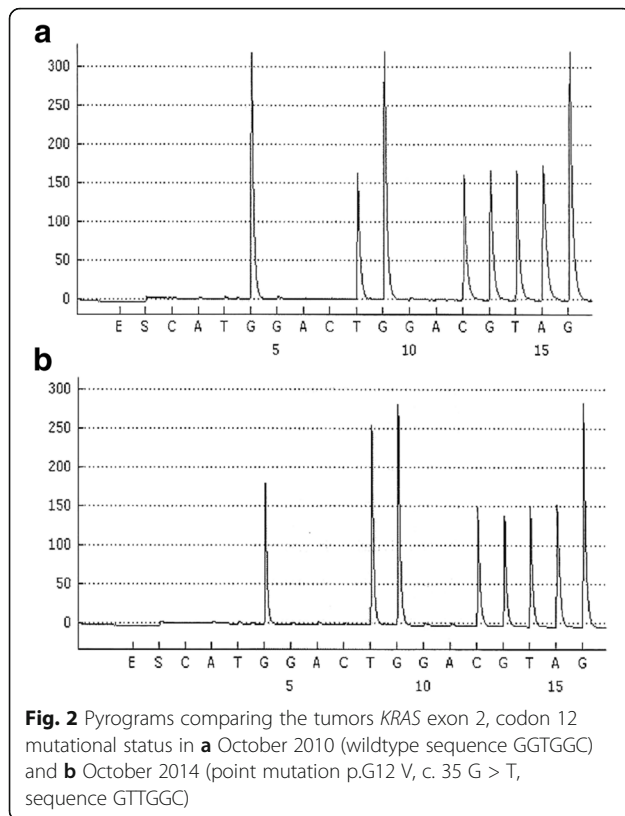 a
300
250
200
150
100
50
0
E S C A T G G A C T G G A C G T A G
5 10 15
b
300
250
200
150
100
50
0
E S C A T G G A C T G G A C G T A G
5 10 15
Fig. 2 Pyrograms comparing the tumors KRAS exon 2, codon 12
mutational status in a October 2010 (wildtype sequence GGTGGC)
and b October 2014 (point mutation p.G12 V, c. 35 G > T,
sequence GTTGGC)